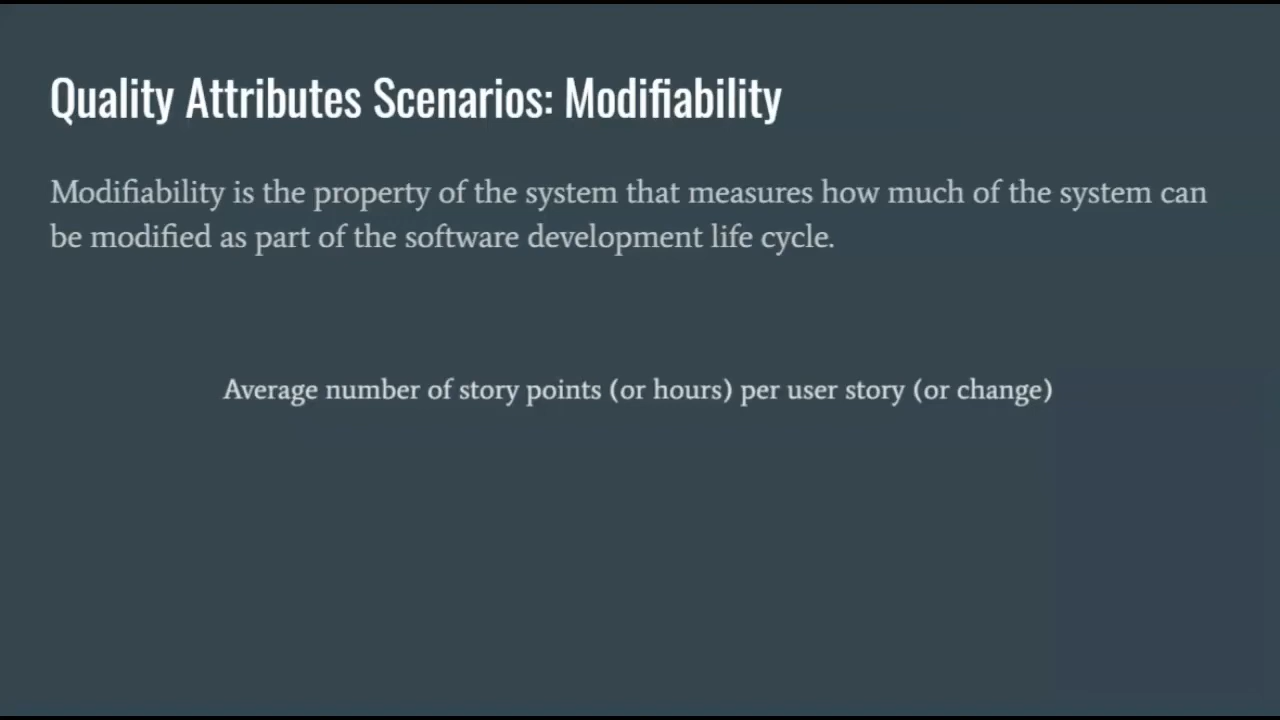 Quality Attributes Scenarios: Modifiability
Modifiability is the property of the system that measures how much of the system can
be modified as part of the software development life cycle.
Average number of story points (or hours) per user story (or change)